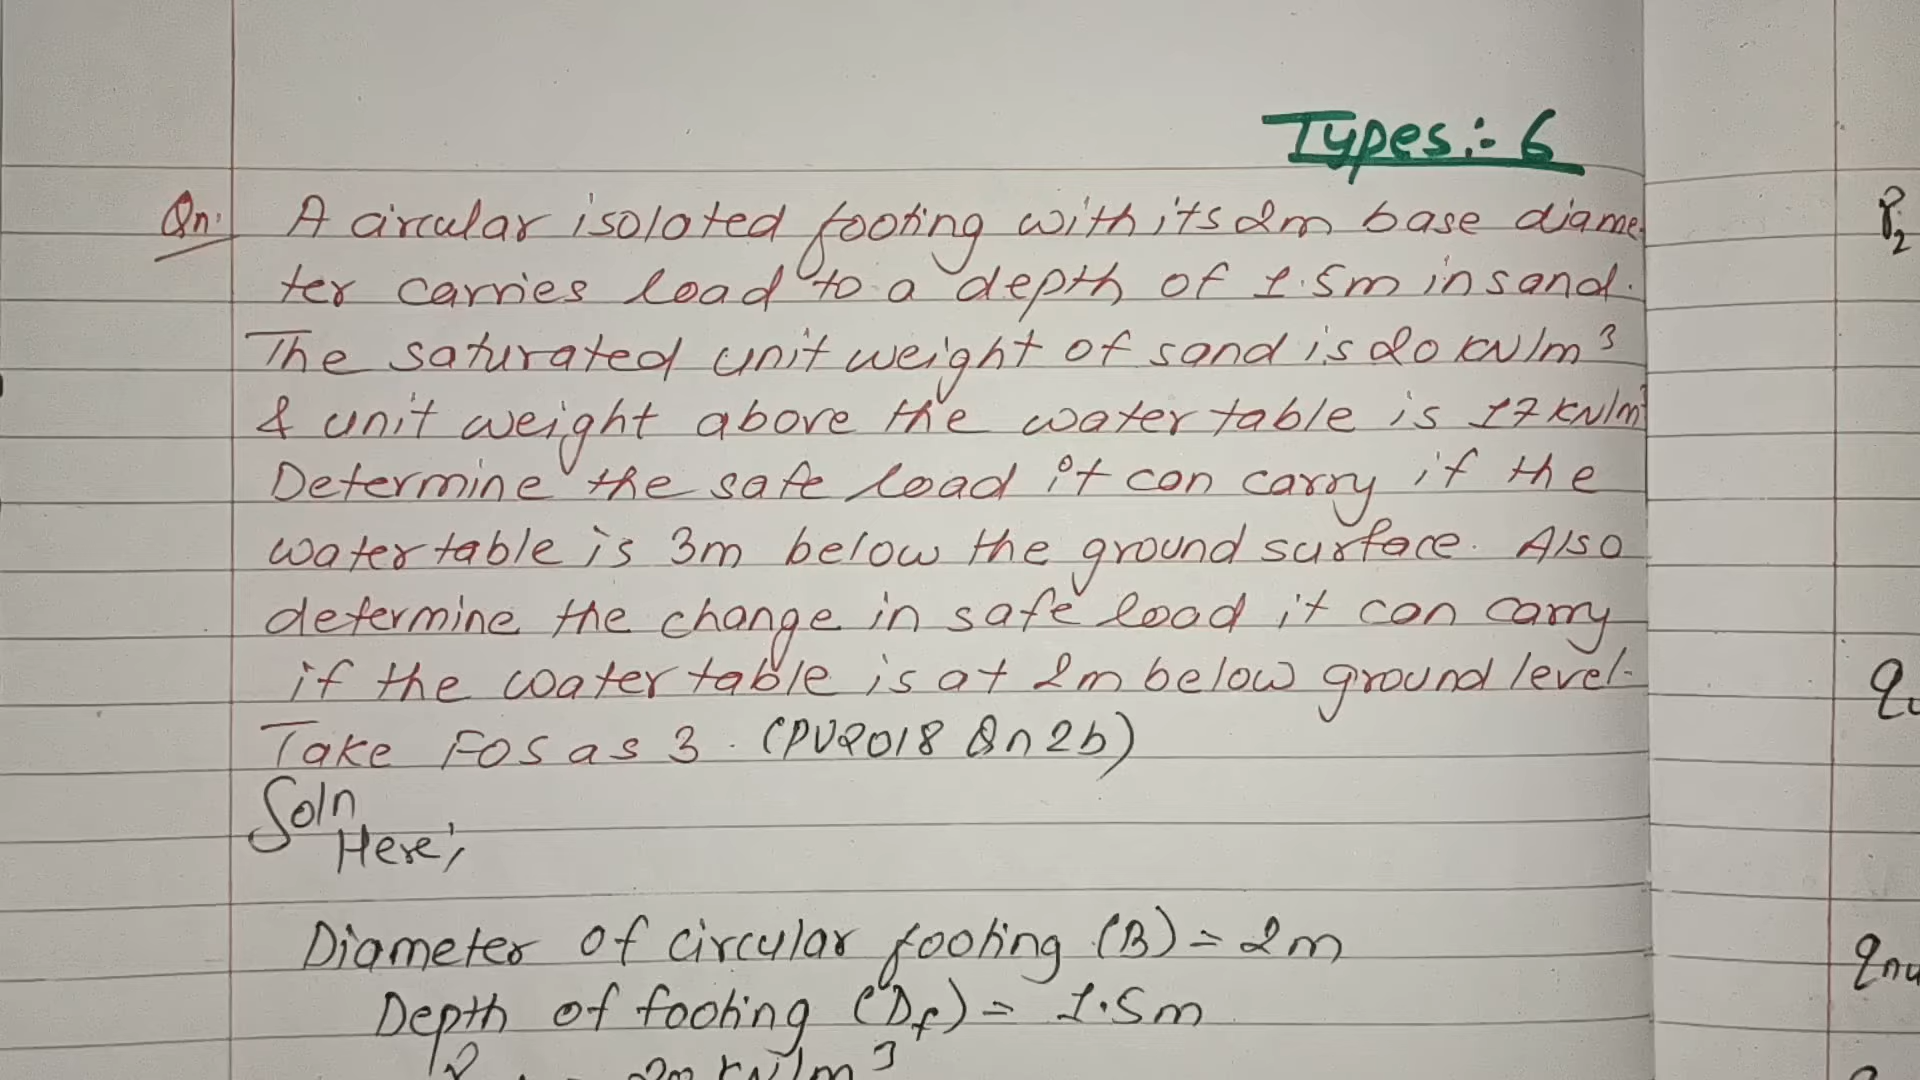 Types:- 6
Qn: A circular isolated footing with its 2m base diame-
ter carries load to a depth of 1.5m in sand.
The saturated unit weight of sand is 20 kN/m3
& unit weight above the water table is 17 kN/m3
Determine the safe load it can carry if the
water table is 3m below the ground surface. Also
determine the change in safe load it can carry
if the water table is at 2m below ground level.
Take FOS as 3. (PU2018 Qn2b)
Soln
Here;
Diameter of circular footing (B) = 2m
Depth of footing (Df) = 1.5m
20 kN/m3
P2